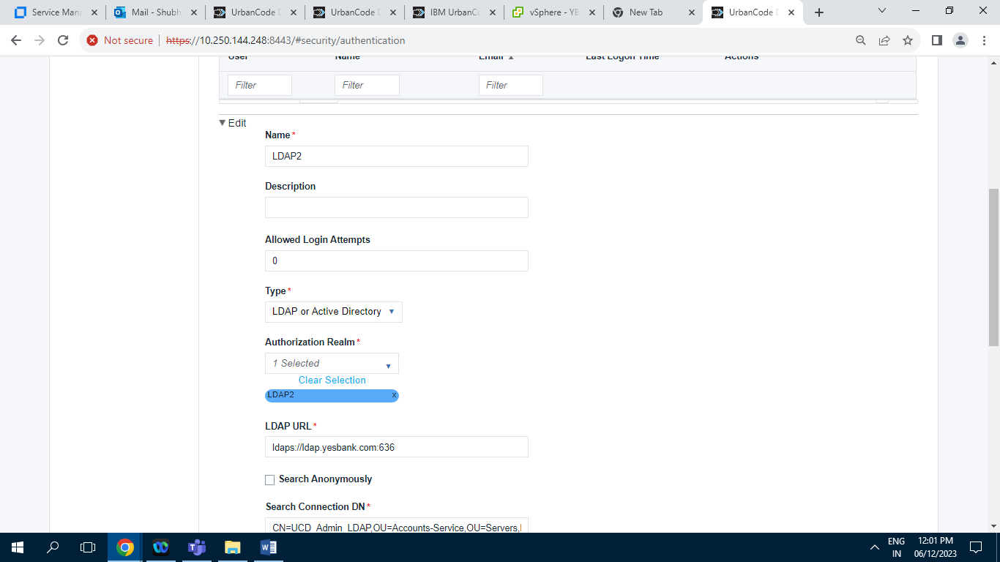 Service Mana
Mail - Shubh
UrbanCode D
UrbanCode D
IBM UrbanCo
vSphere - YB
New Tab
UrbanCode D
Not secure https://10.250.144.248:8443/#security/authentication
User Name Email Last Logon Time Actions
Filter Filter Filter
Edit
Name *
LDAP2
Description
Allowed Login Attempts
0
Type *
LDAP or Active Directory
Authorization Realm *
1 Selected
Clear Selection
LDAP2 x
LDAP URL *
ldaps://ldap.yesbank.com:636
Search Anonymously
Search Connection DN *
CN=UCD_Admin_LDAP,OU=Accounts-Service,OU=Servers,
ENG 12:01 PM
IN 06/12/2023